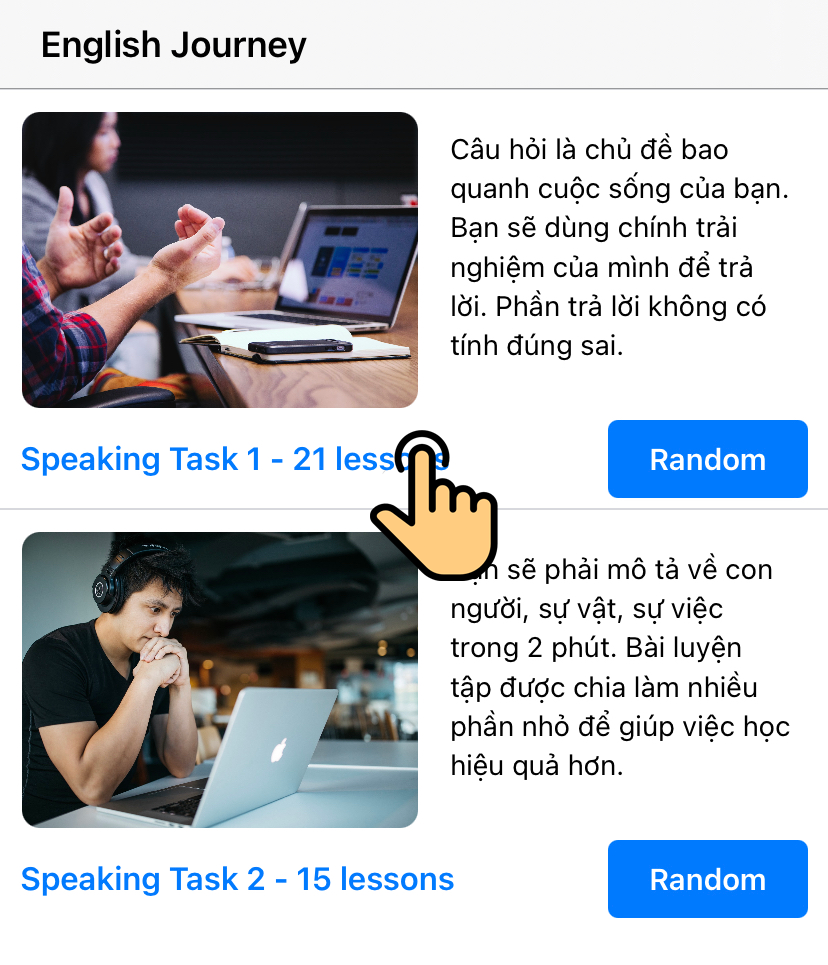 English Journey
Câu hỏi là chủ đề bao
quanh cuộc sống của bạn.
Bạn sẽ dùng chính trải
nghiệm của mình để trả
lời. Phần trả lời không có
tính đúng sai.
Speaking Task 1 - 21 lessons
Random
sẽ phải mô tả về con
người, sự vật, sự việc
trong 2 phút. Bài luyện
tập được chia làm nhiều
phần nhỏ để giúp việc học
hiệu quả hơn.
Speaking Task 2 - 15 lessons
Random